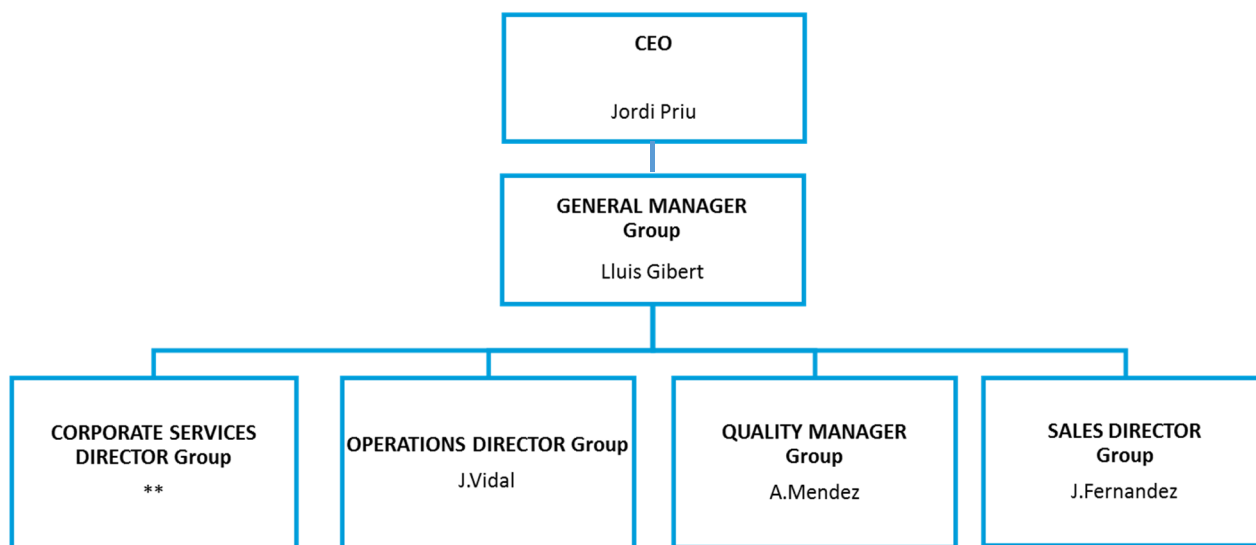 CEO
Jordi Priu
GENERAL MANAGER
Group
Lluis Gibert
CORPORATE SERVICES
DIRECTOR Group
**
OPERATIONS DIRECTOR Group
J.Vidal
QUALITY MANAGER
Group
A.Mendez
SALES DIRECTOR
Group
J.Fernandez